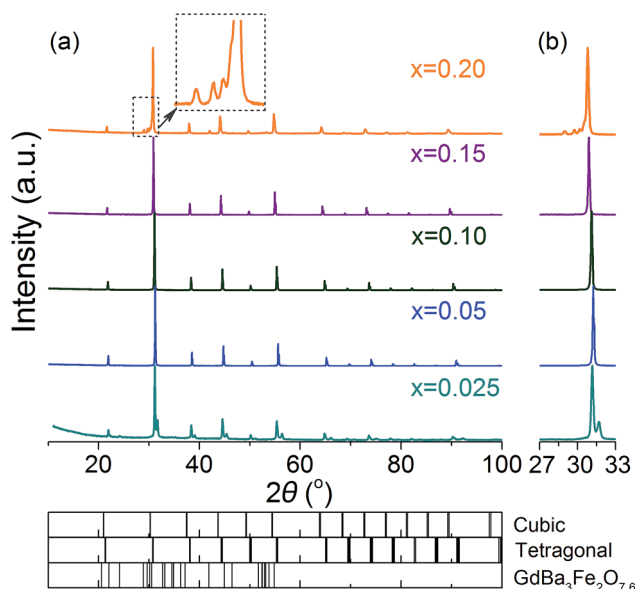 (a)
(b)
x=0.20
x=0.15
x=0.10
x=0.05
x=0.025
Intensity (a.u.)
20 40 60 80 100
27 30 33
2θ (°)
Cubic
Tetragonal
GdBa₃Fe₂O₇.₆